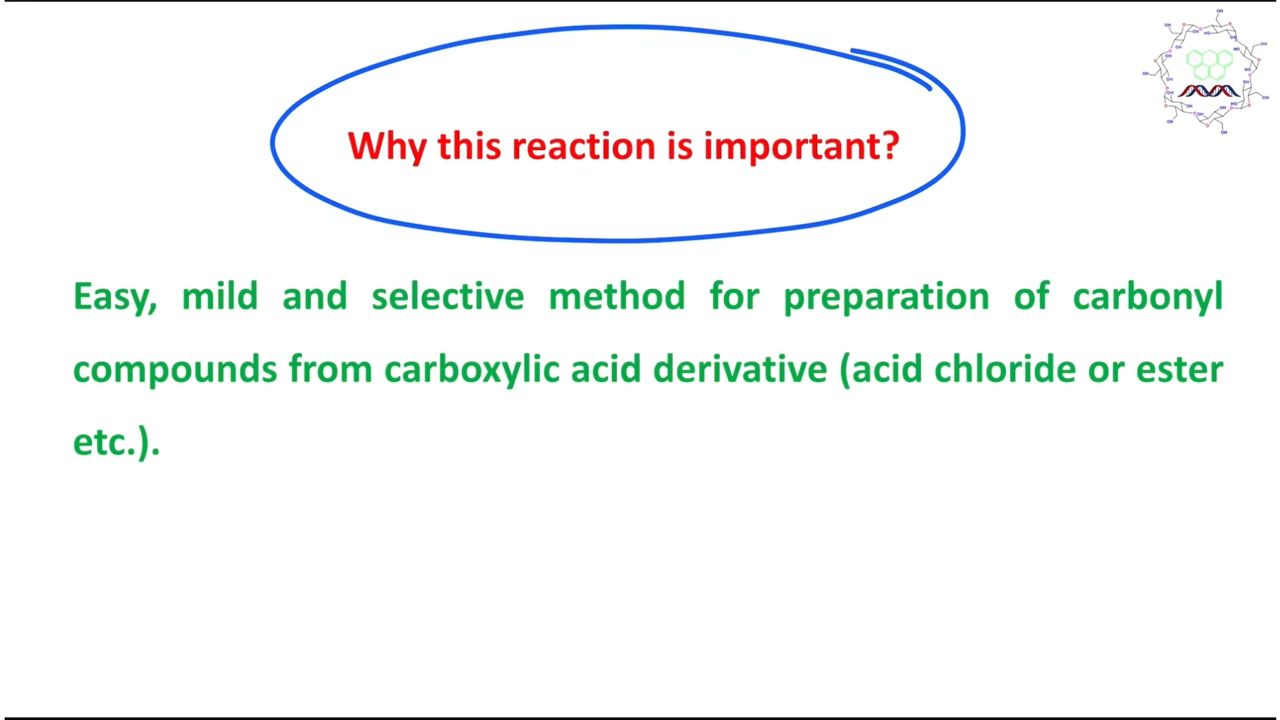 Why this reaction is important?
Easy, mild and selective method for preparation of carbonyl
compounds from carboxylic acid derivative (acid chloride or ester
etc.).